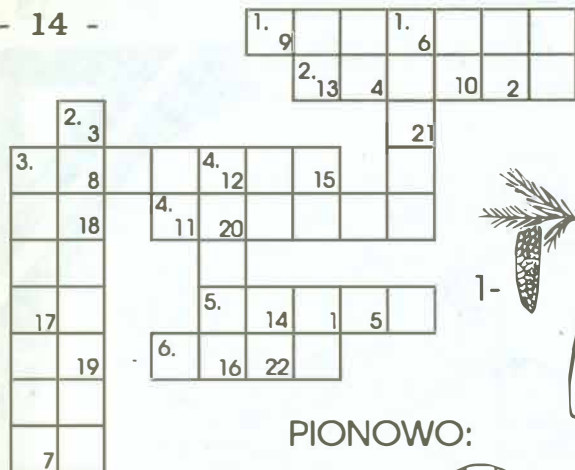 - 14 -
1. 9 1. 6
2. 13 4 10 2
2. 3 21
3. 8 4. 12 15
18 4. 11 20
17 5. 14 1 5
19 6. 16 22
1-
PIONOWO:
7